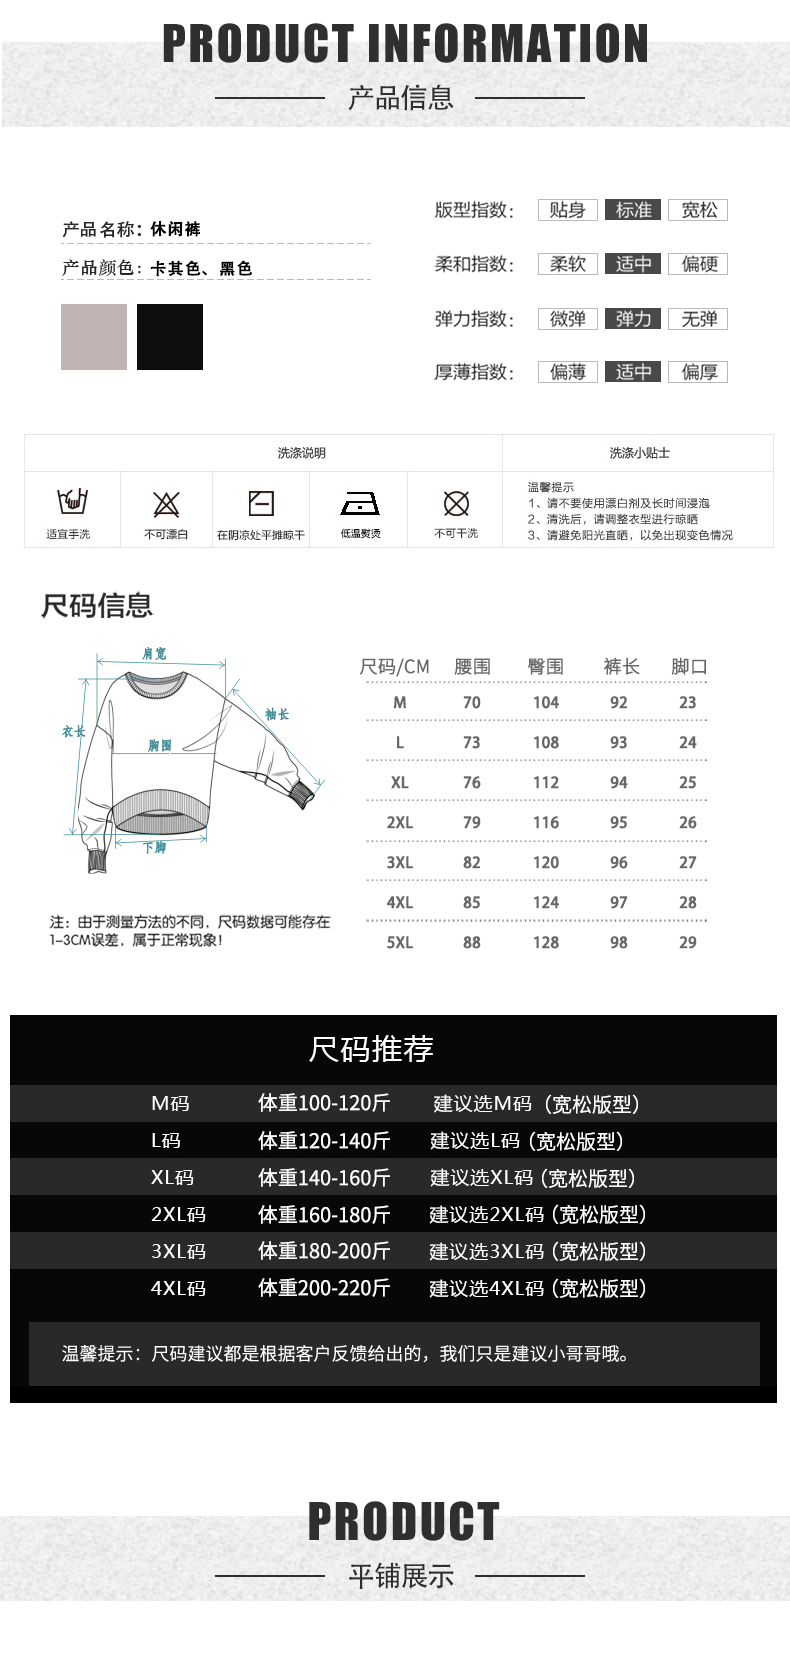 PRODUCT INFORMATION
产品信息
产品名称：休闲裤
产品颜色：卡其色、黑色
版型指数： 贴身 标准 宽松
柔和指数： 柔软 适中 偏硬
弹力指数： 微弹 弹力 无弹
厚薄指数： 偏薄 适中 偏厚
洗涤说明 洗涤小贴士
适宜手洗 不可漂白 在阴凉处平摊晾干 低温熨烫 不可干洗
温馨提示
1、请不要使用漂白剂及长时间浸泡
2、清洗后，请调整衣型进行晾晒
3、请避免阳光直晒，以免出现变色情况
尺码信息
肩宽
袖长
衣长
胸围
下脚
注：由于测量方法的不同，尺码数据可能存在
1-3CM误差，属于正常现象！
尺码/CM 腰围 臀围 裤长 脚口
M 70 104 92 23
L 73 108 93 24
XL 76 112 94 25
2XL 79 116 95 26
3XL 82 120 96 27
4XL 85 124 97 28
5XL 88 128 98 29
尺码推荐
M码 体重100-120斤 建议选M码（宽松版型）
L码 体重120-140斤 建议选L码（宽松版型）
XL码 体重140-160斤 建议选XL码（宽松版型）
2XL码 体重160-180斤 建议选2XL码（宽松版型）
3XL码 体重180-200斤 建议选3XL码（宽松版型）
4XL码 体重200-220斤 建议选4XL码（宽松版型）
温馨提示：尺码建议都是根据客户反馈给出的，我们只是建议小哥哥哦。
PRODUCT
平铺展示